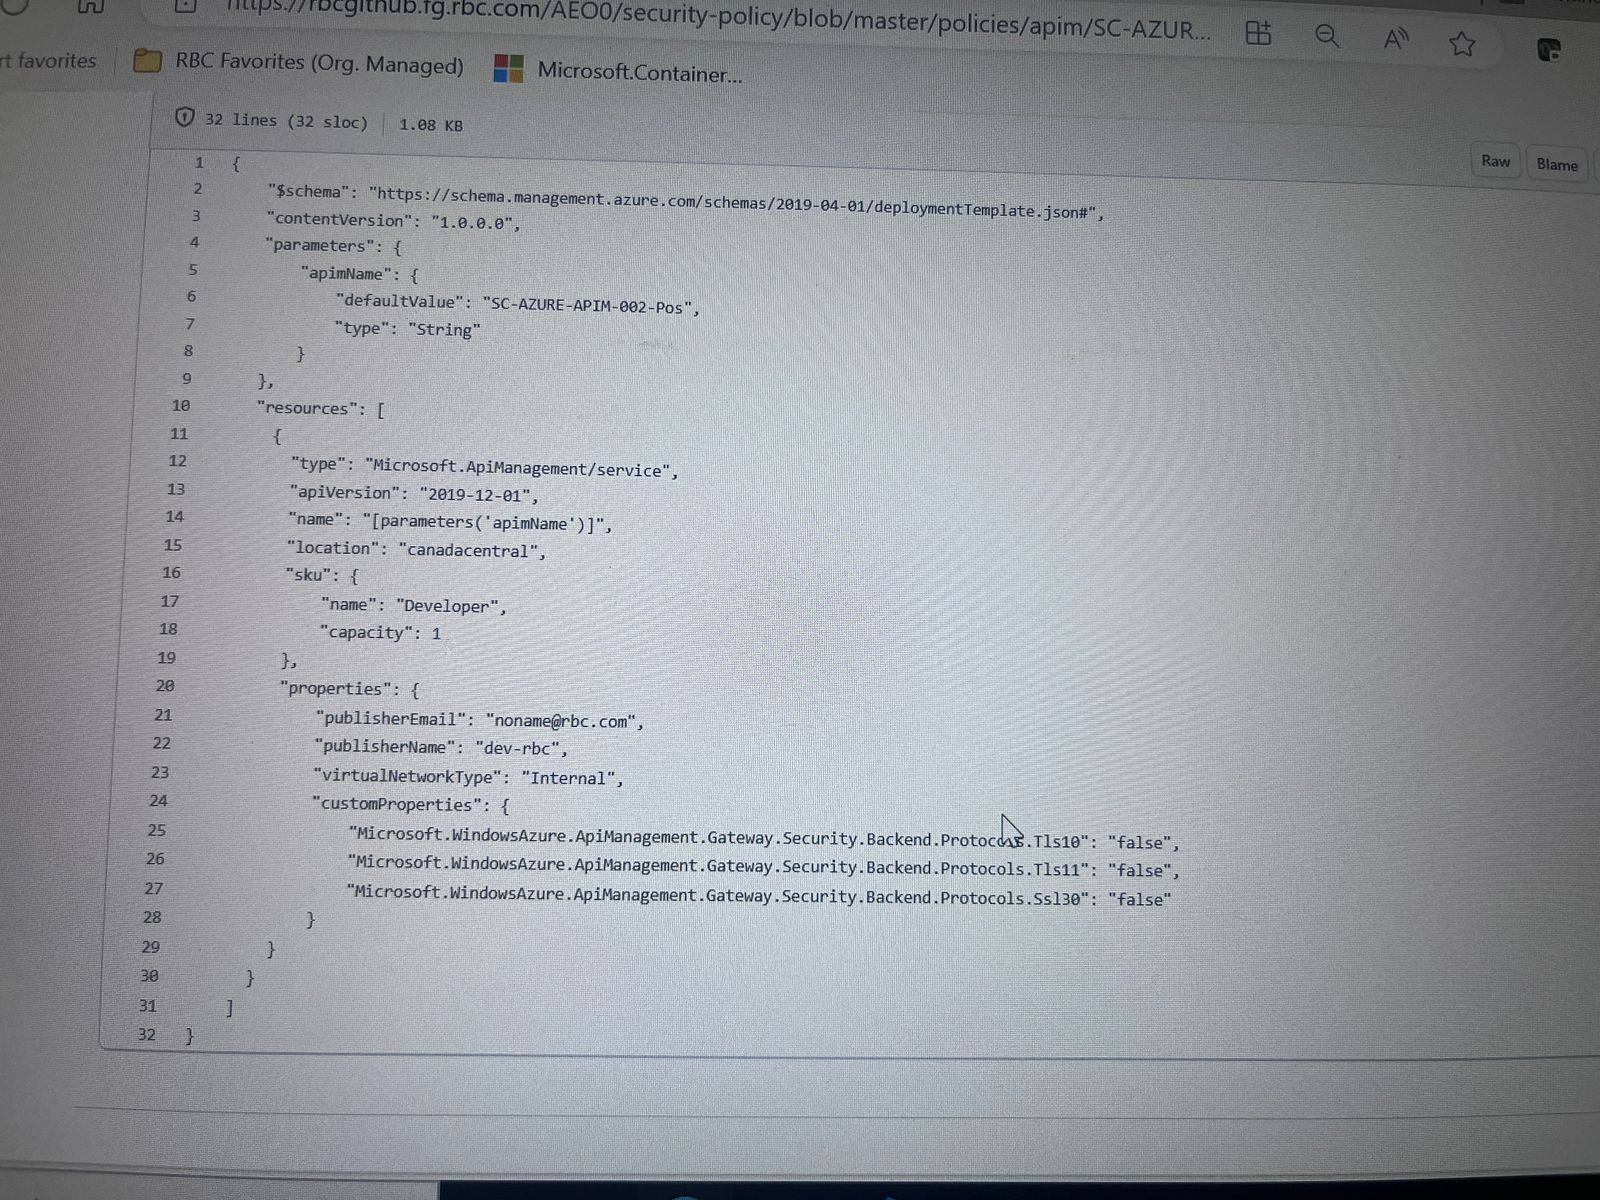 https://rbcgithub.fg.rbc.com/AEO0/security-policy/blob/master/policies/apim/SC-AZUR...
rt favorites
RBC Favorites (Org. Managed)
Microsoft.Container...
32 lines (32 sloc)
1.08 KB
Raw
Blame
1 {
2 "$schema": "https://schema.management.azure.com/schemas/2019-04-01/deploymentTemplate.json#",
3 "contentVersion": "1.0.0.0",
4 "parameters": {
5 "apimName": {
6 "defaultValue": "SC-AZURE-APIM-002-Pos",
7 "type": "String"
8 }
9 },
10 "resources": [
11 {
12 "type": "Microsoft.ApiManagement/service",
13 "apiVersion": "2019-12-01",
14 "name": "[parameters('apimName')]",
15 "location": "canadacentral",
16 "sku": {
17 "name": "Developer",
18 "capacity": 1
19 },
20 "properties": {
21 "publisherEmail": "noname@rbc.com",
22 "publisherName": "dev-rbc",
23 "virtualNetworkType": "Internal",
24 "customProperties": {
25 "Microsoft.WindowsAzure.ApiManagement.Gateway.Security.Backend.Protocols.Tls10": "false",
26 "Microsoft.WindowsAzure.ApiManagement.Gateway.Security.Backend.Protocols.Tls11": "false",
27 "Microsoft.WindowsAzure.ApiManagement.Gateway.Security.Backend.Protocols.Ssl30": "false"
28 }
29 }
30 }
31 ]
32 }